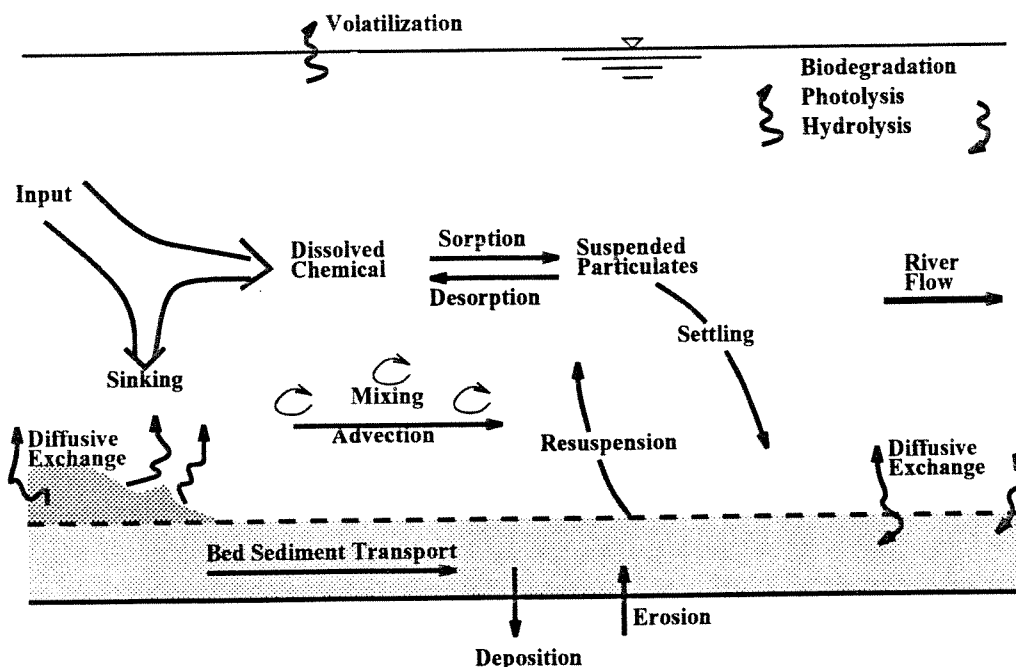 Volatilization
Biodegradation
Photolysis
Hydrolysis
Input
Dissolved
Chemical
Sorption
Desorption
Suspended
Particulates
River
Flow
Settling
Sinking
Mixing
Advection
Resuspension
Diffusive
Exchange
Diffusive
Exchange
Bed Sediment Transport
Erosion
Deposition